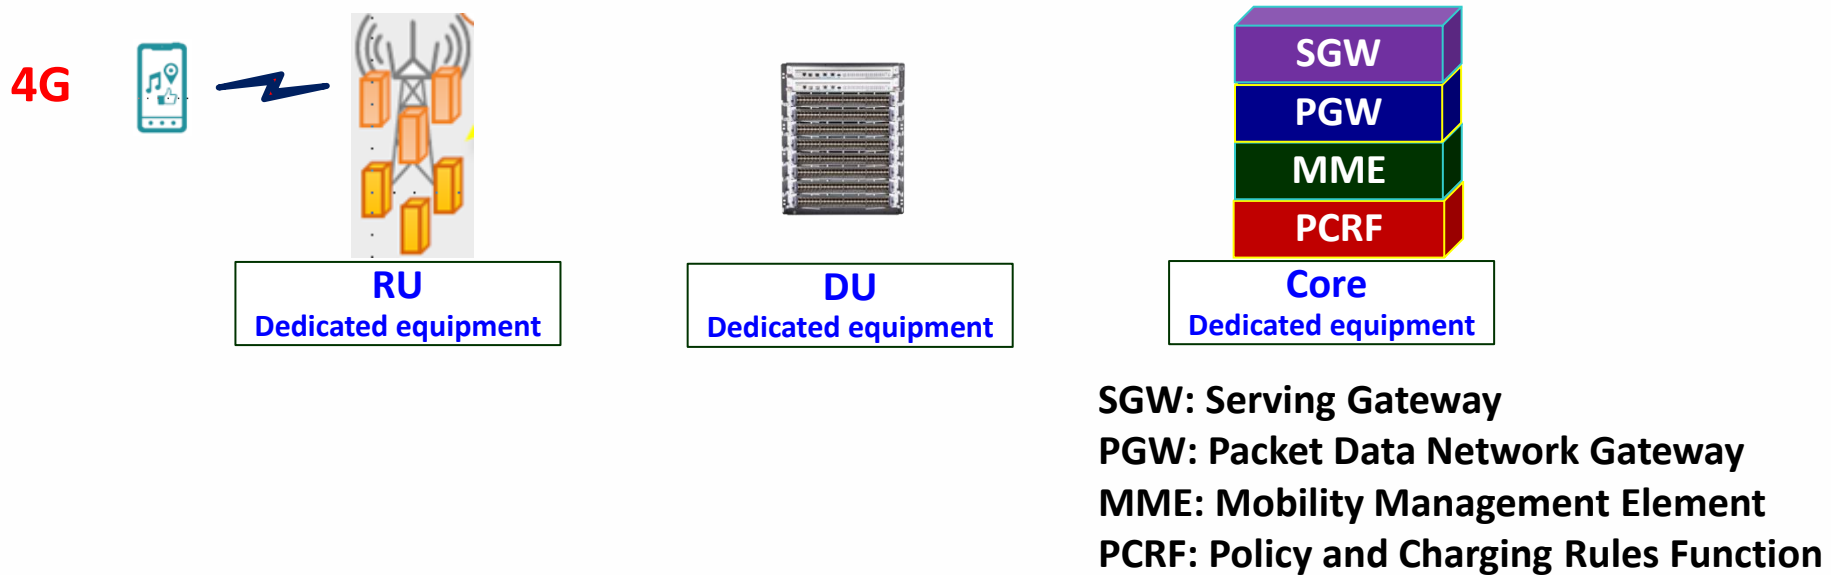 4G
SGW
PGW
MME
PCRF
RU
Dedicated equipment
DU
Dedicated equipment
Core
Dedicated equipment
SGW: Serving Gateway
PGW: Packet Data Network Gateway
MME: Mobility Management Element
PCRF: Policy and Charging Rules Function